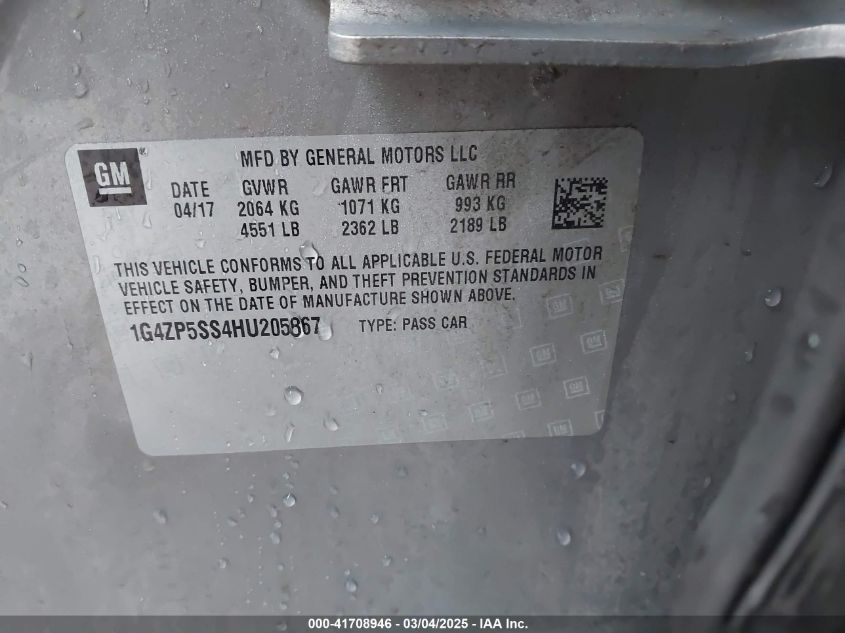 GM
MFD BY GENERAL MOTORS LLC
DATE GVWR GAWR FRT GAWR RR
04/17 2064 KG 1071 KG 993 KG
4551 LB 2362 LB 2189 LB
THIS VEHICLE CONFORMS TO ALL APPLICABLE U.S. FEDERAL MOTOR
VEHICLE SAFETY, BUMPER, AND THEFT PREVENTION STANDARDS IN
EFFECT ON THE DATE OF MANUFACTURE SHOWN ABOVE.
1G4ZP5SS4HU205867 TYPE: PASS CAR
000-41708946 - 03/04/2025 - IAA Inc.